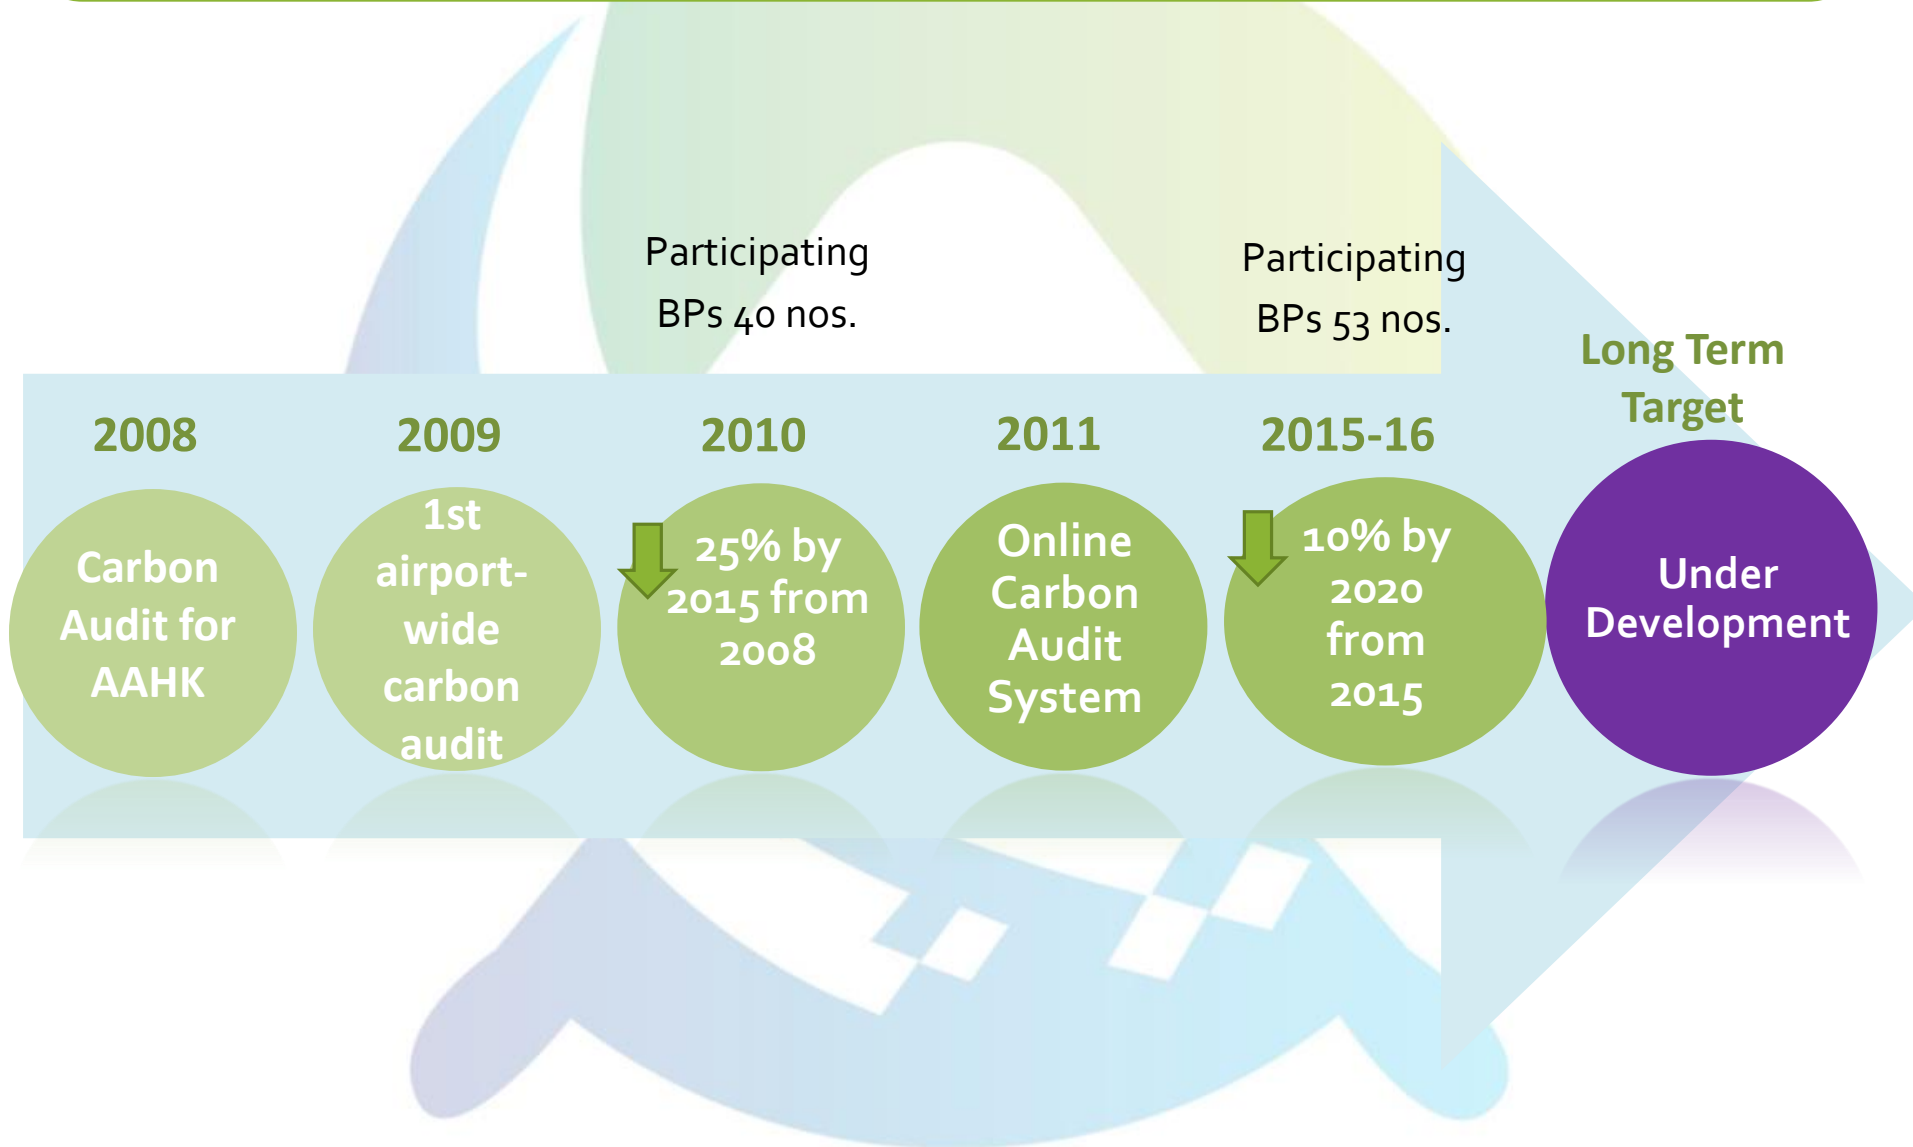 Participating
BPs 40 nos.
Participating
BPs 53 nos.
Long Term
Target
2008
2009
2010
2011
2015-16
Carbon
Audit for
AAHK
1st
airport-
wide
carbon
audit
25% by
2015 from
2008
Online
Carbon
Audit
System
10% by
2020
from
2015
Under
Development